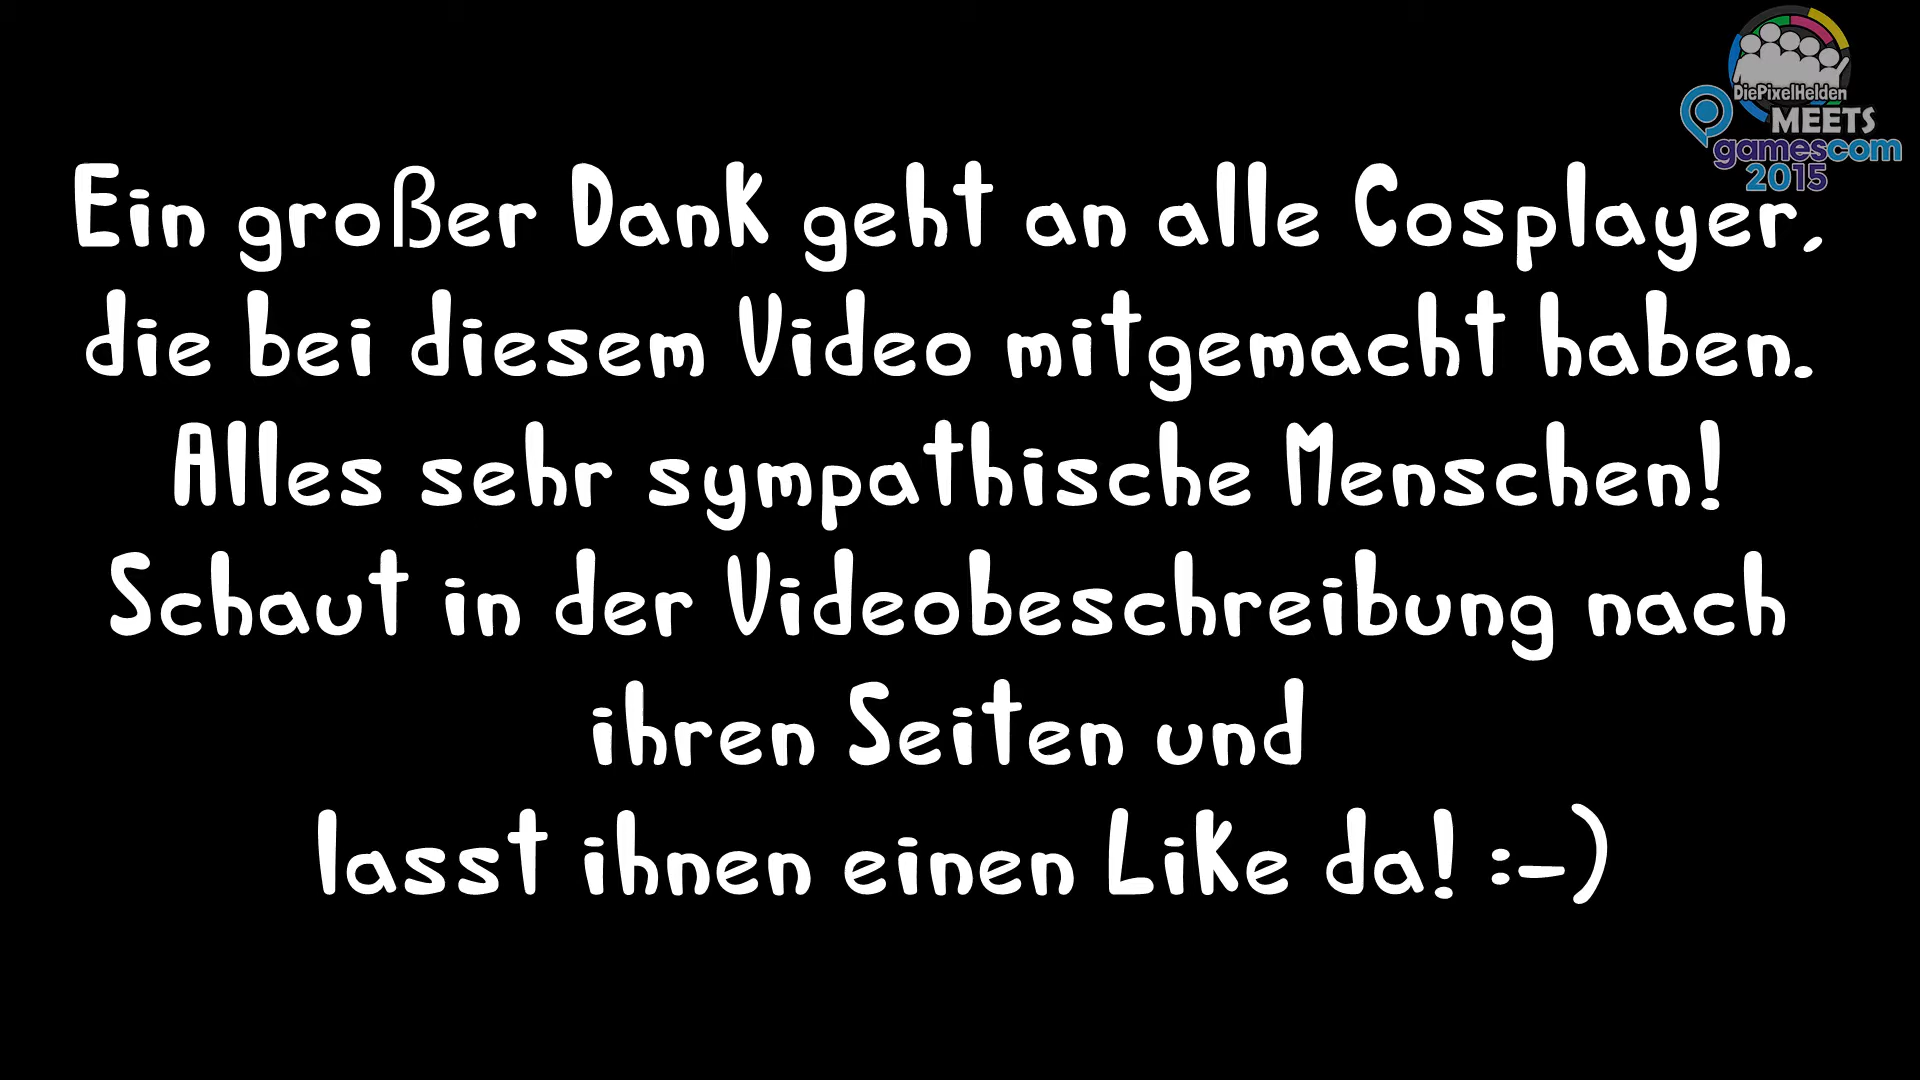 DiePixelHelden
MEETS
gamescom
2015
Ein großer Dank geht an alle Cosplayer,
die bei diesem Video mitgemacht haben.
Alles sehr sympathische Menschen!
Schaut in der Videobeschreibung nach
ihren Seiten und
lasst ihnen einen Like da! :-)